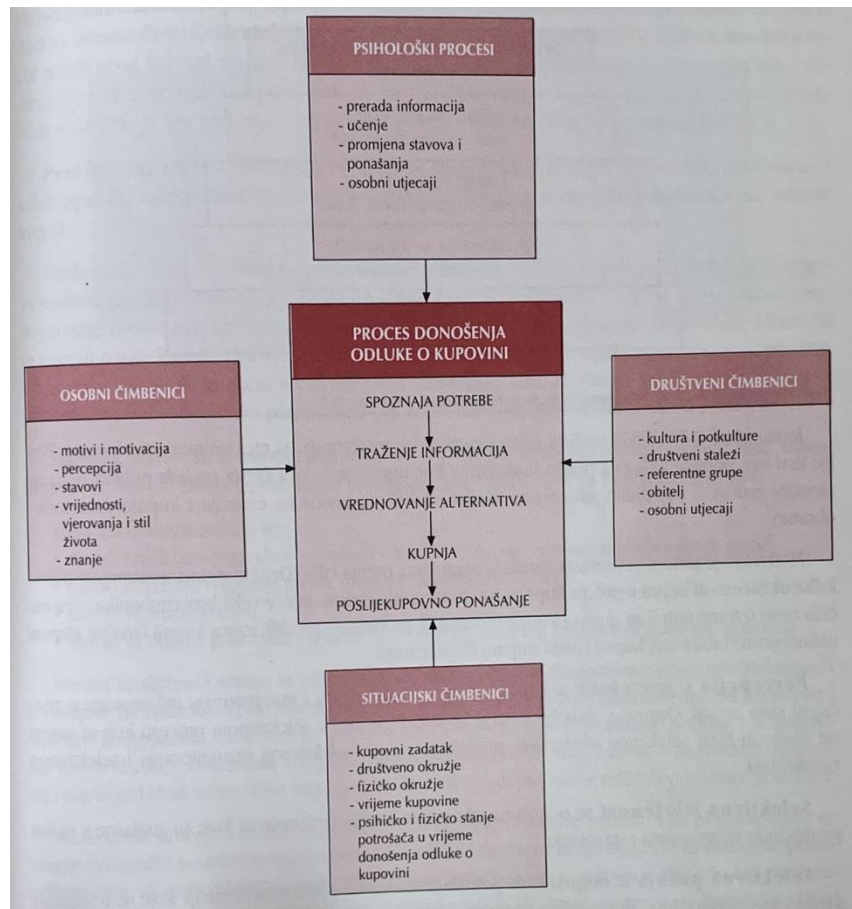 PSIHOLOŠKI PROCESI
- prerada informacija
- učenje
- promjena stavova i
ponašanja
- osobni utjecaji
PROCES DONOŠENJA
ODLUKE O KUPOVINI
SPOZNAJA POTREBE
TRAŽENJE INFORMACIJA
VREDNOVANJE ALTERNATIVA
KUPNJA
POSLIJEKUPOVNO PONAŠANJE
OSOBNI ČIMBENICI
- motivi i motivacija
- percepcija
- stavovi
- vrijednosti,
vjerovanja i stil
života
- znanje
DRUŠTVENI ČIMBENICI
- kultura i potkulture
- društveni staleži
- referentne grupe
- obitelj
- osobni utjecaji
SITUACIJSKI ČIMBENICI
- kupovni zadatak
- društveno okružje
- fizičko okružje
- vrijeme kupovine
- psihičko i fizičko stanje
potrošača u vrijeme
donošenja odluke o
kupovini